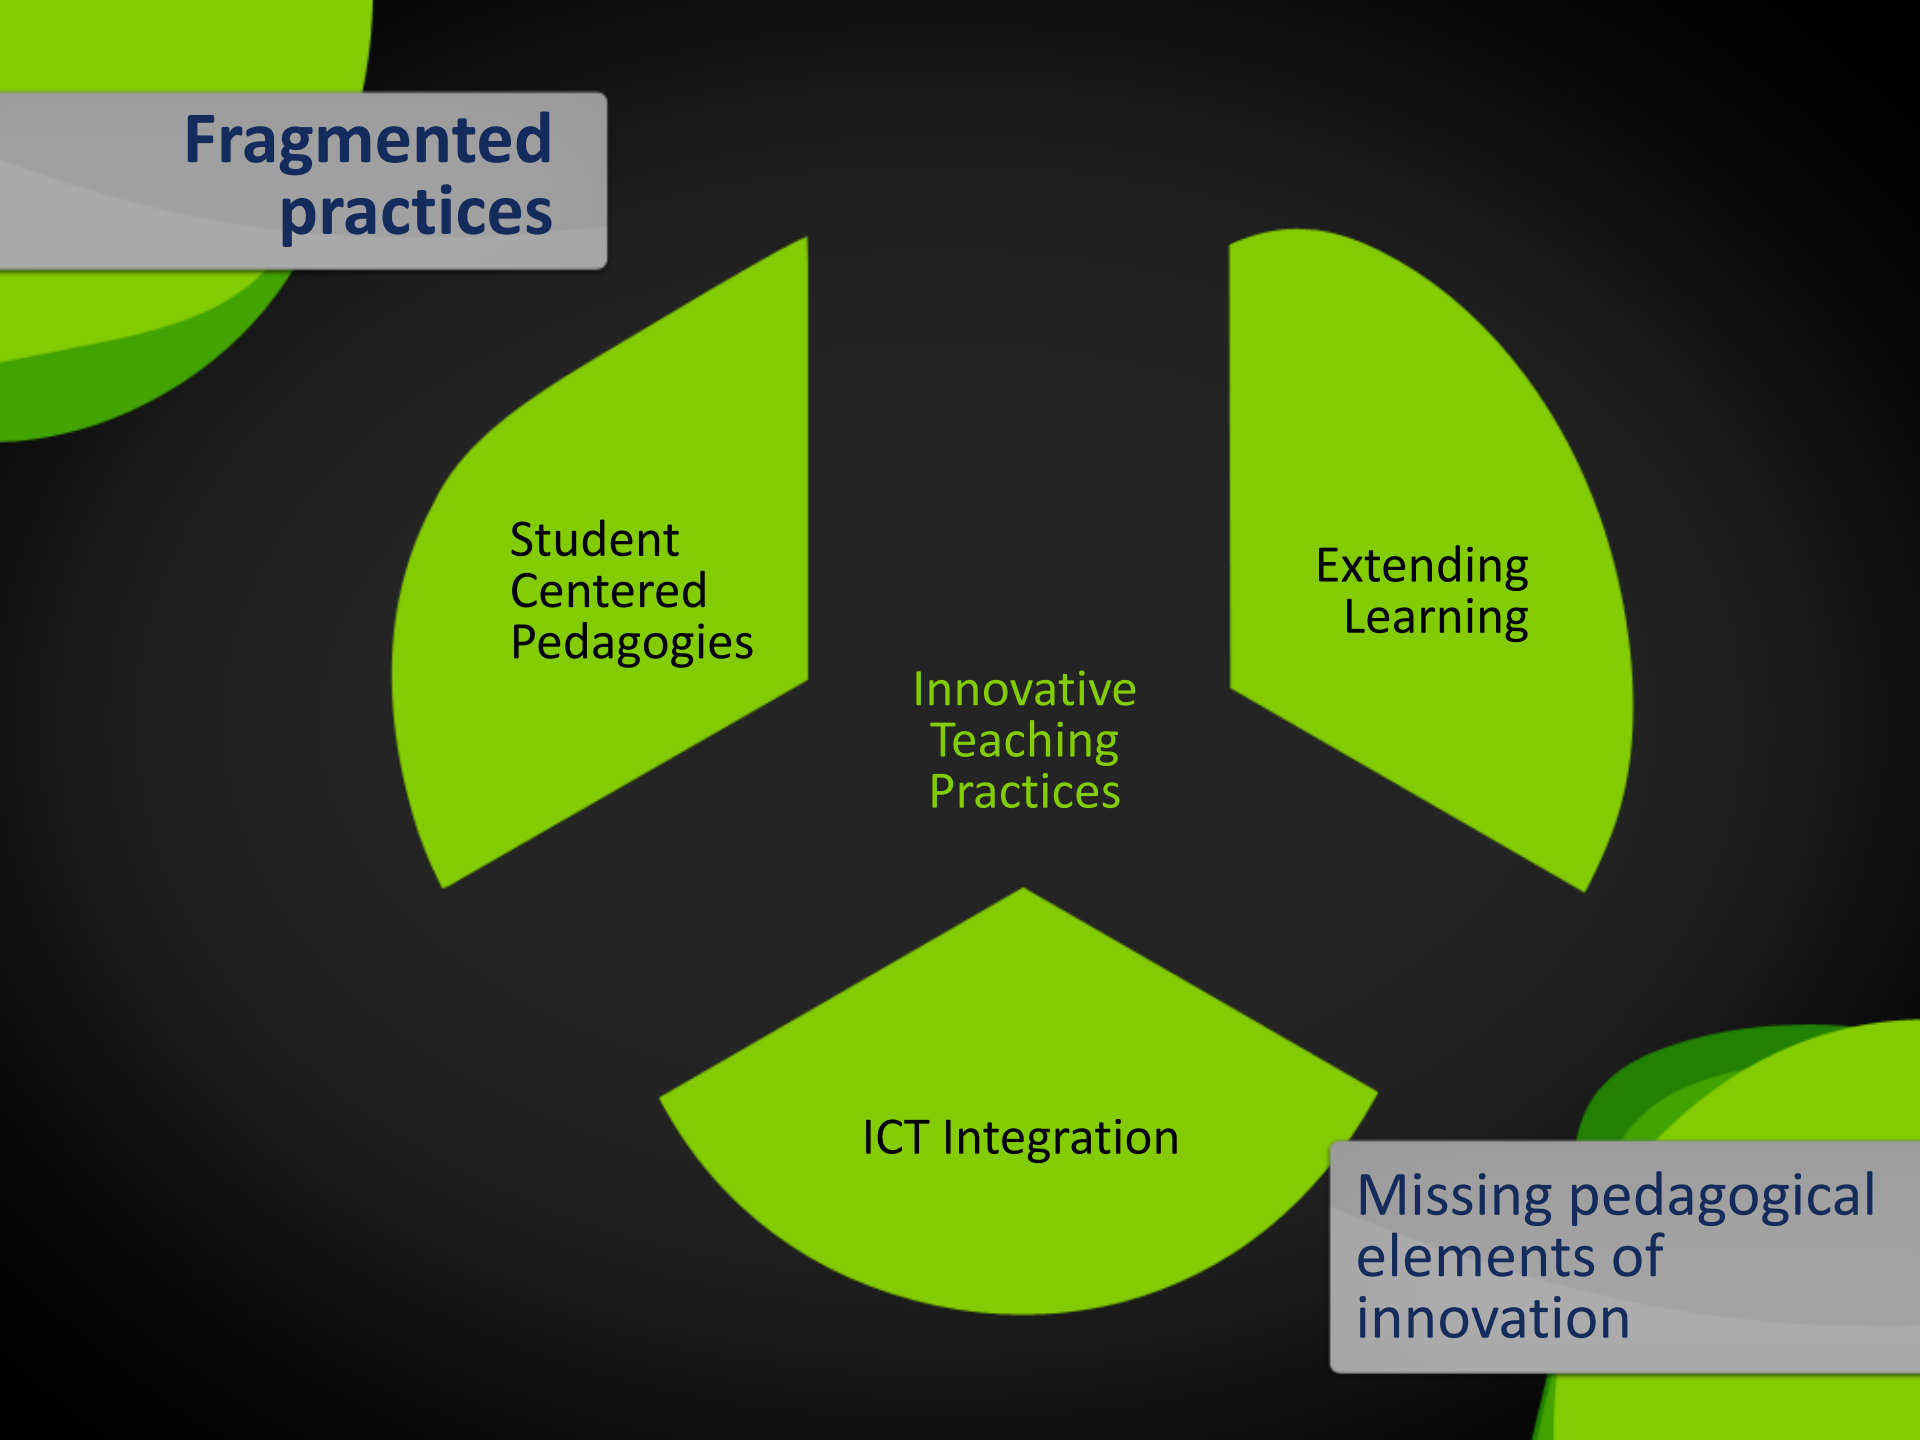 Fragmented
practices
Student
Centered
Pedagogies
Extending
Learning
Innovative
Teaching
Practices
ICT Integration
Missing pedagogical
elements of
innovation